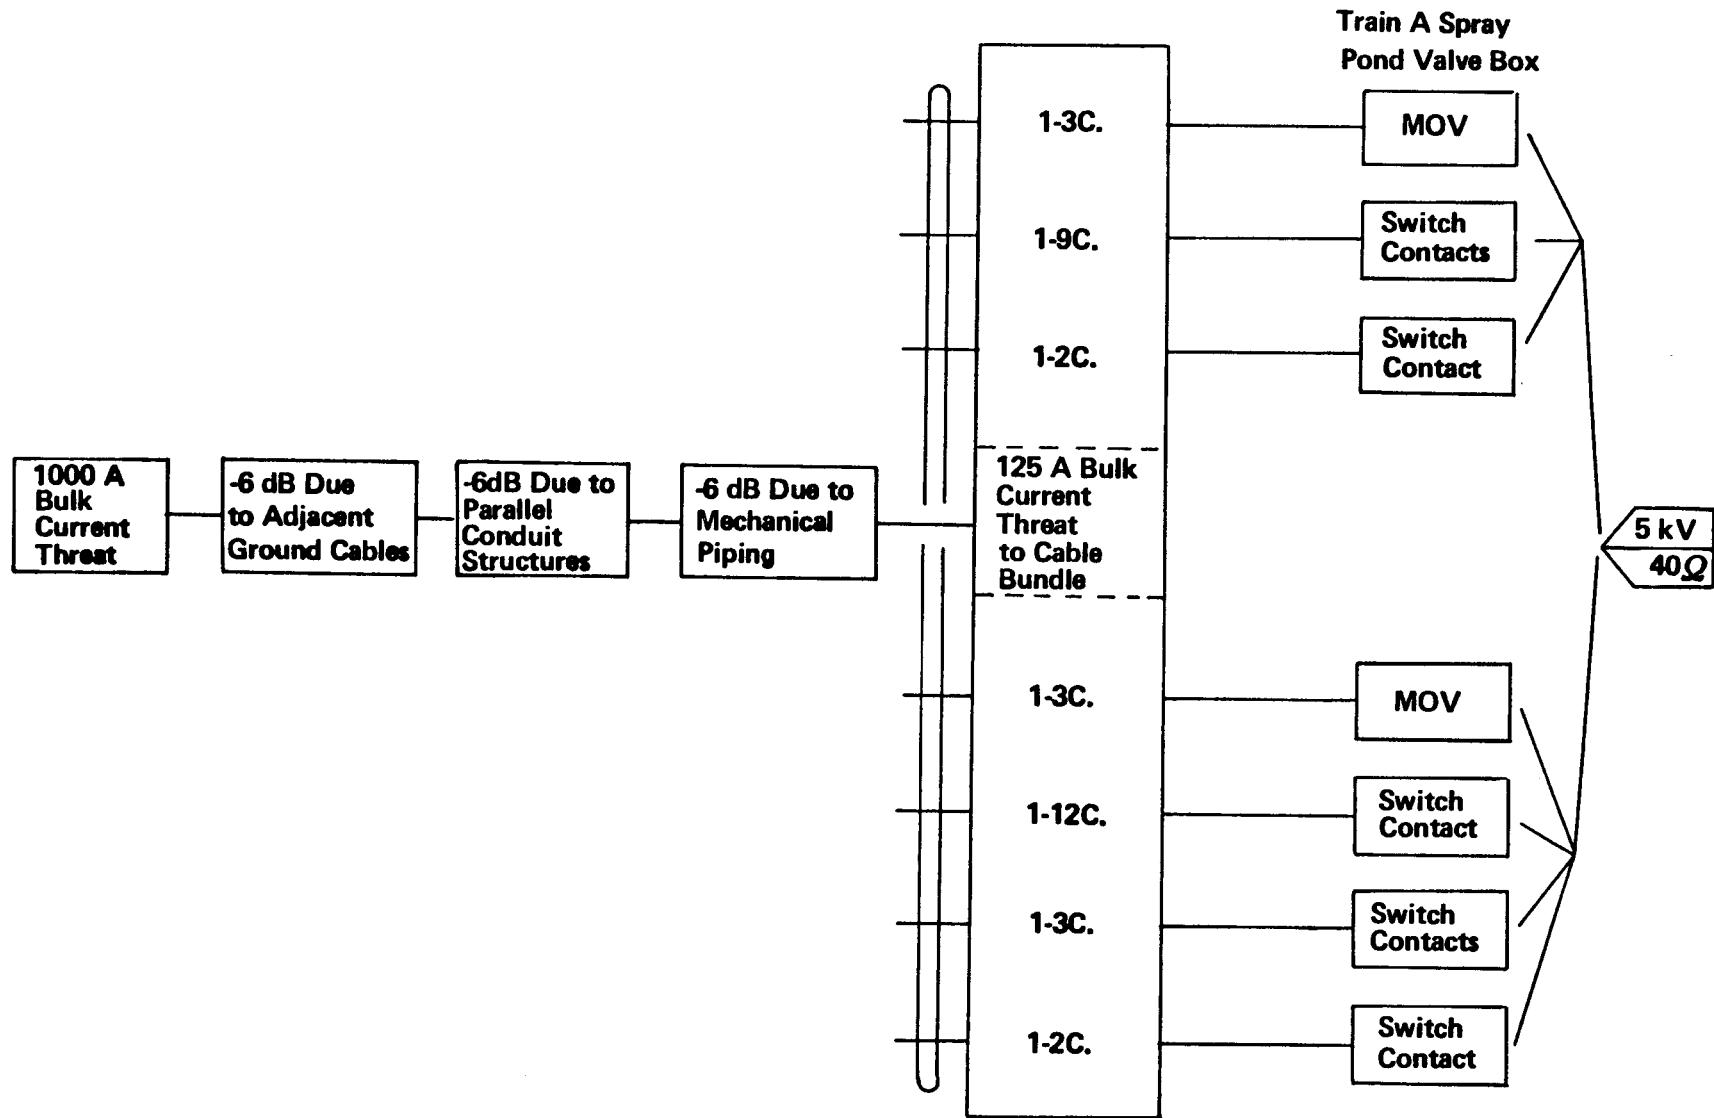 Train A Spray
Pond Valve Box
1-3C.
MOV
1-9C.
Switch
Contacts
1-2C.
Switch
Contact
1000 A
Bulk
Current
Threat
-6 dB Due
to Adjacent
Ground Cables
-6dB Due to
Parallel
Conduit
Structures
-6 dB Due to
Mechanical
Piping
125 A Bulk
Current
Threat
to Cable
Bundle
5 kV
40Ω
1-3C.
MOV
1-12C.
Switch
Contact
1-3C.
Switch
Contacts
1-2C.
Switch
Contact